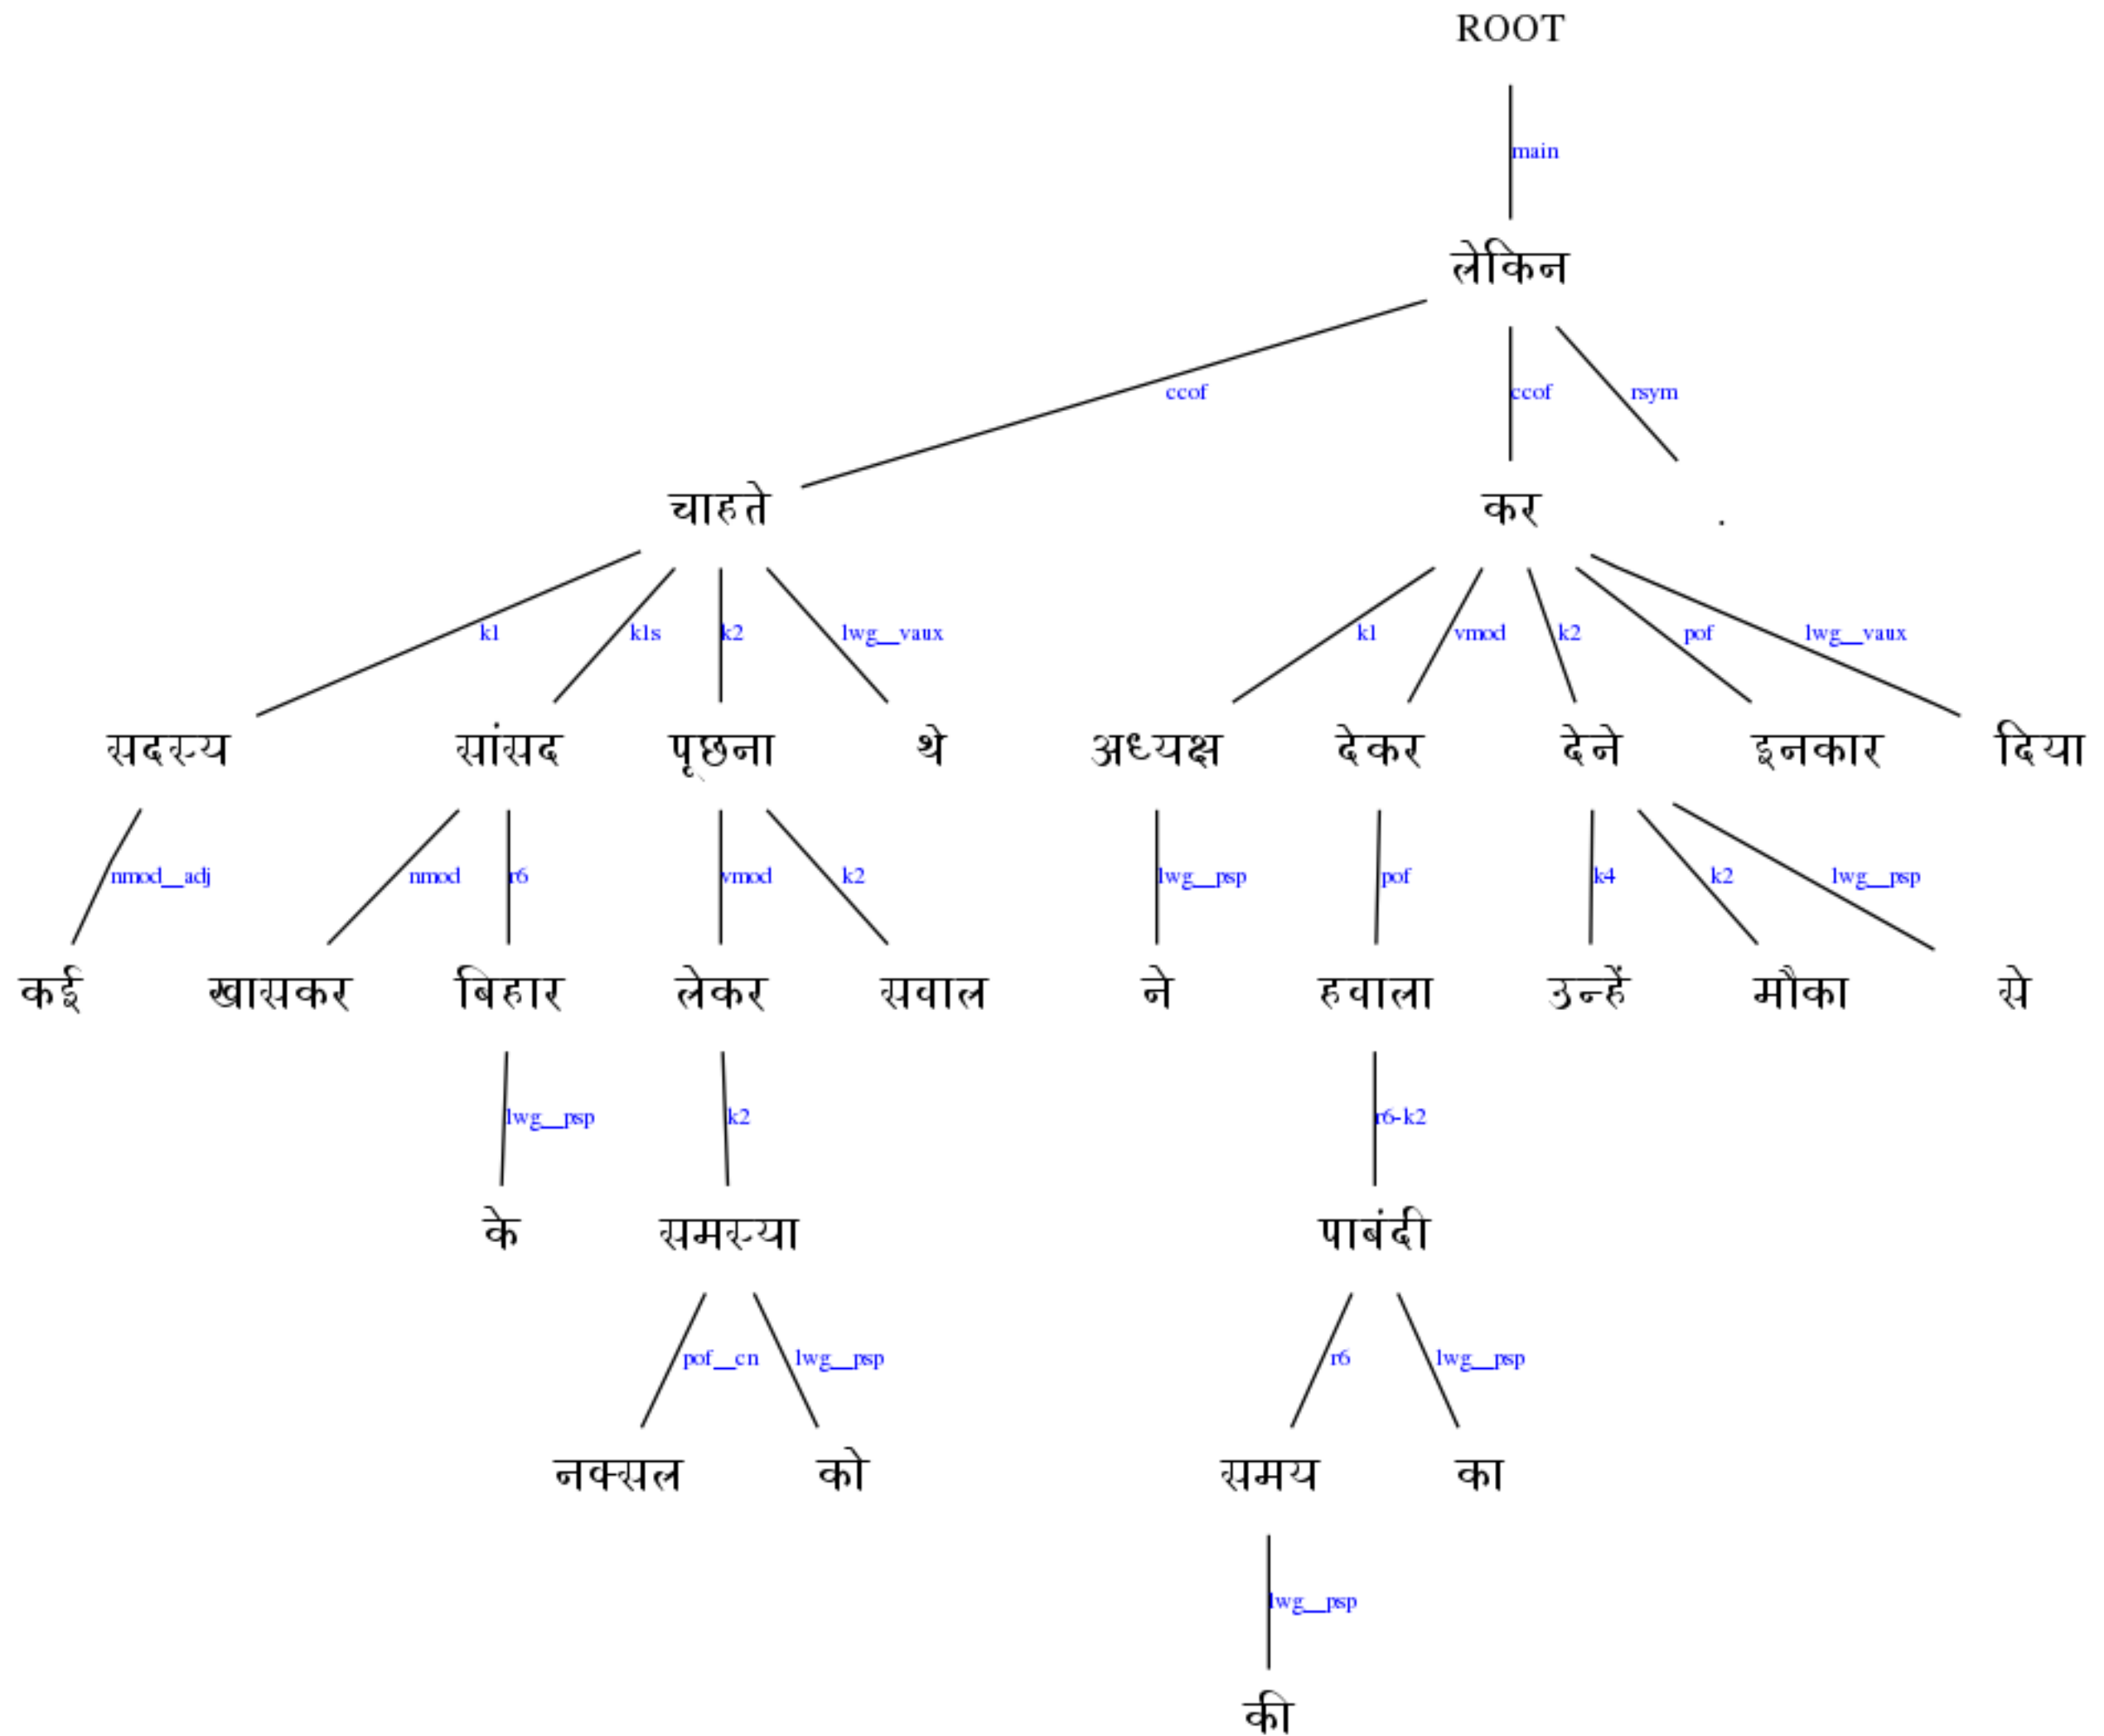 ROOT
main
लेकिन
ccof ccof rsym
चाहते कर .
k1 k1s k2 lwg__vaux k1 vmod k2 pof lwg__vaux
सदस्य सांसद पूछना थे अध्यक्ष देकर देने इनकार दिया
nmod__adj nmod r6 vmod k2 lwg__psp pof k4 k2 lwg__psp
कई खासकर बिहार लेकर सवाल ने हवाला उन्हें मौका से
lwg__psp k2 r6-k2
के समस्या पाबंदी
pof__cn lwg__psp r6 lwg__psp
नक्सल को समय का
lwg__psp
की